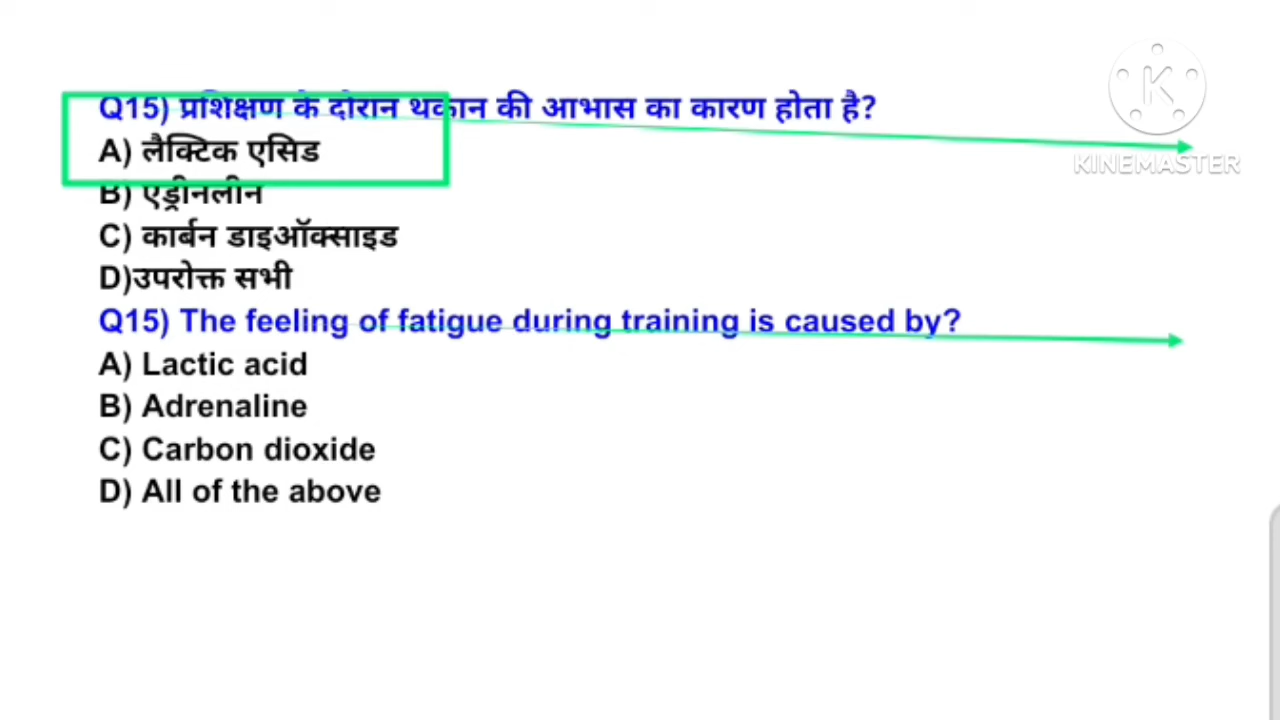 Q15) प्रशिक्षण के दौरान थकान की आभास का कारण होता है?
A) लैक्टिक एसिड
B) एड्रीनलीन
C) कार्बन डाइऑक्साइड
D)उपरोक्त सभी
Q15) The feeling of fatigue during training is caused by?
A) Lactic acid
B) Adrenaline
C) Carbon dioxide
D) All of the above
K
KINEMASTER